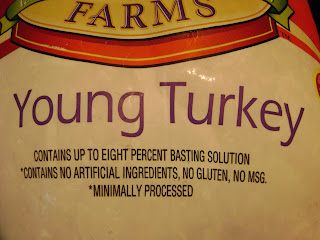 FARMS
Young Turkey
CONTAINS UP TO EIGHT PERCENT BASTING SOLUTION
*CONTAINS NO ARTIFICIAL INGREDIENTS, NO GLUTEN, NO MSG.
*MINIMALLY PROCESSED